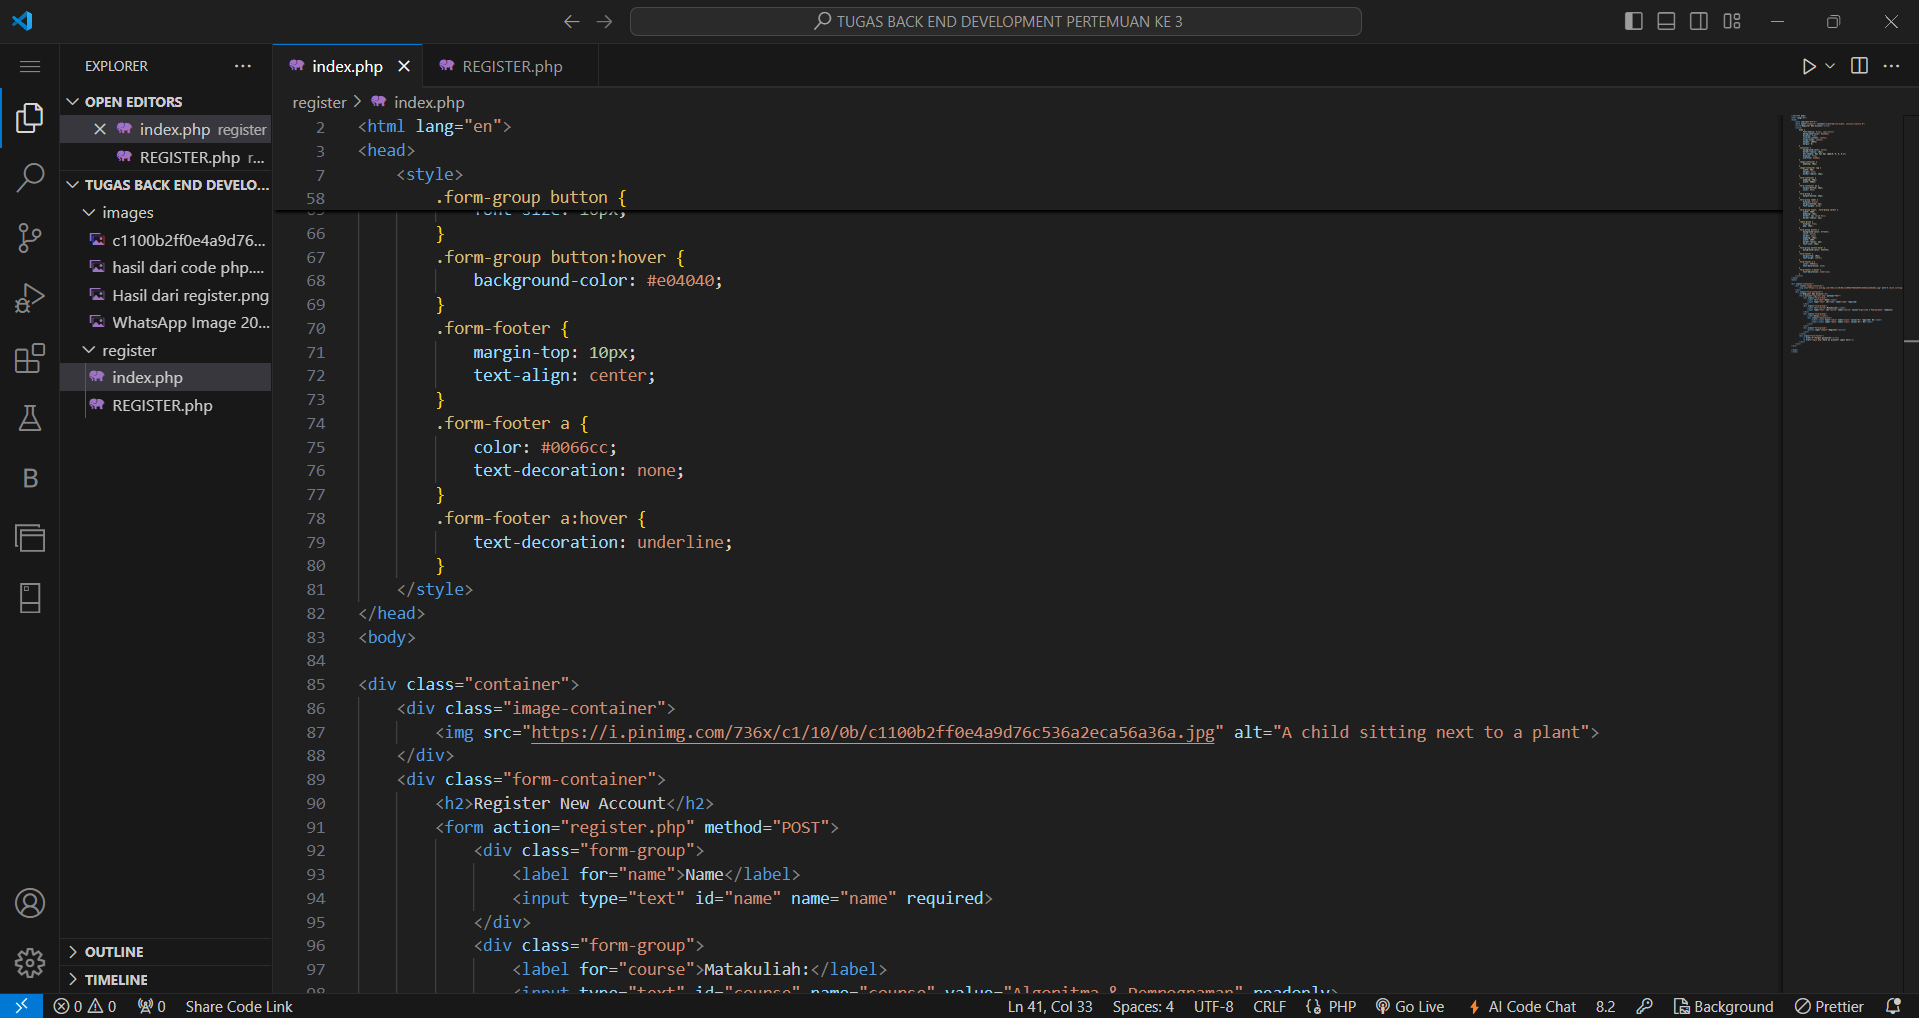 TUGAS BACK END DEVELOPMENT PERTEMUAN KE 3
EXPLORER
OPEN EDITORS
index.php register
REGISTER.php r...
TUGAS BACK END DEVELO...
images
c1100b2ff0e4a9d76...
hasil dari code php....
Hasil dari register.png
WhatsApp Image 20...
register
index.php
REGISTER.php
OUTLINE
TIMELINE
index.php
REGISTER.php
register > index.php
2 <html lang="en">
3 <head>
7 <style>
58 .form-group button {
66 }
67 .form-group button:hover {
68 background-color: #e04040;
69 }
70 .form-footer {
71 margin-top: 10px;
72 text-align: center;
73 }
74 .form-footer a {
75 color: #0066cc;
76 text-decoration: none;
77 }
78 .form-footer a:hover {
79 text-decoration: underline;
80 }
81 </style>
82 </head>
83 <body>
84
85 <div class="container">
86 <div class="image-container">
87 <img src="https://i.pinimg.com/736x/c1/10/0b/c1100b2ff0e4a9d76c536a2eca56a36a.jpg" alt="A child sitting next to a plant">
88 </div>
89 <div class="form-container">
90 <h2>Register New Account</h2>
91 <form action="register.php" method="POST">
92 <div class="form-group">
93 <label for="name">Name</label>
94 <input type="text" id="name" name="name" required>
95 </div>
96 <div class="form-group">
97 <label for="course">Matakuliah:</label>
98 <input type="text" id="course" name="course" value="Algoritma & readonly>
0 0 0 Share Code Link Ln 41, Col 33 Spaces: 4 UTF-8 CRLF PHP Go Live AI Code Chat 8.2 Background Prettier